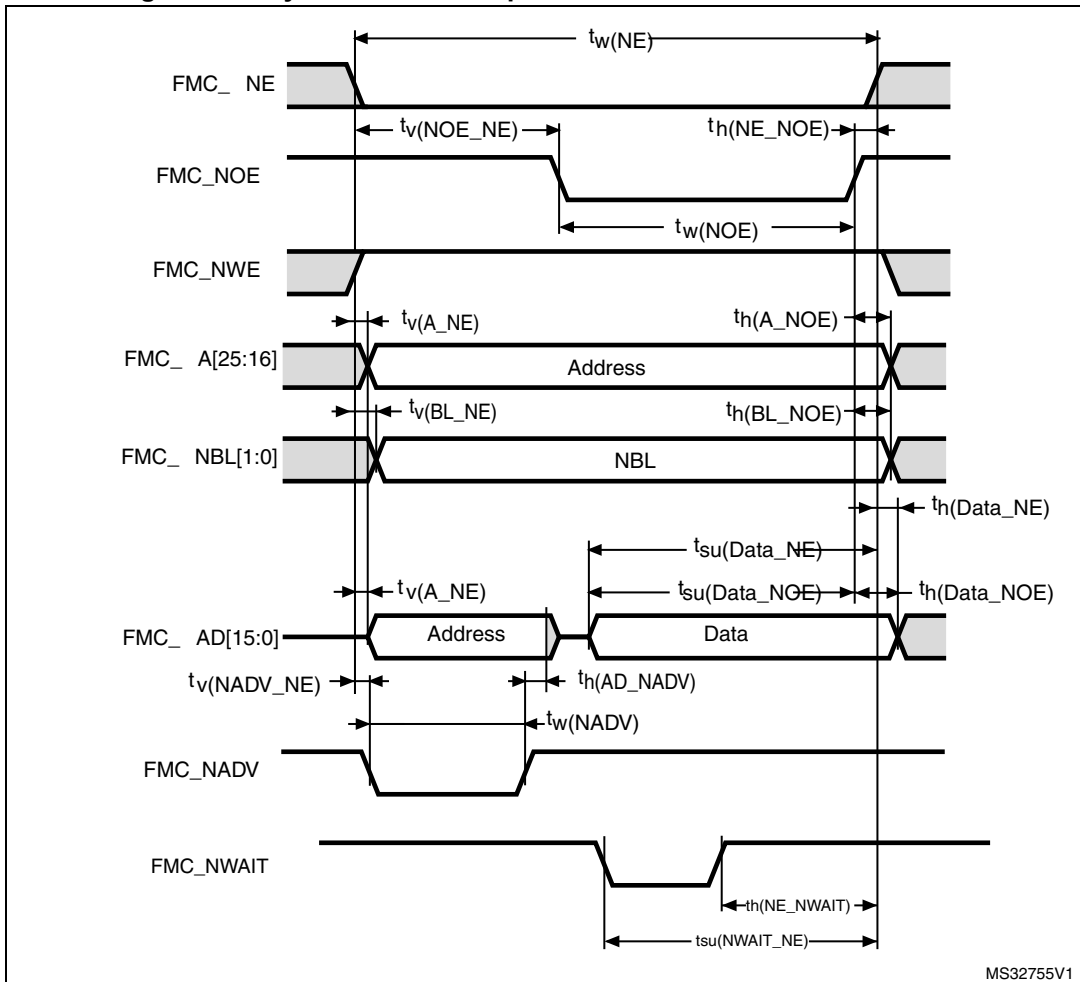 tw(NE)
FMC_ NE
tv(NOE_NE)
th(NE_NOE)
FMC_NOE
tw(NOE)
FMC_NWE
tv(A_NE)
th(A_NOE)
FMC_ A[25:16]
Address
tv(BL_NE)
th(BL_NOE)
FMC_ NBL[1:0]
NBL
th(Data_NE)
tsu(Data_NE)
tv(A_NE)
tsu(Data_NOE)
th(Data_NOE)
FMC_ AD[15:0]
Address
Data
tv(NADV_NE)
th(AD_NADV)
tw(NADV)
FMC_NADV
FMC_NWAIT
th(NE_NWAIT)
tsu(NWAIT_NE)
MS32755V1